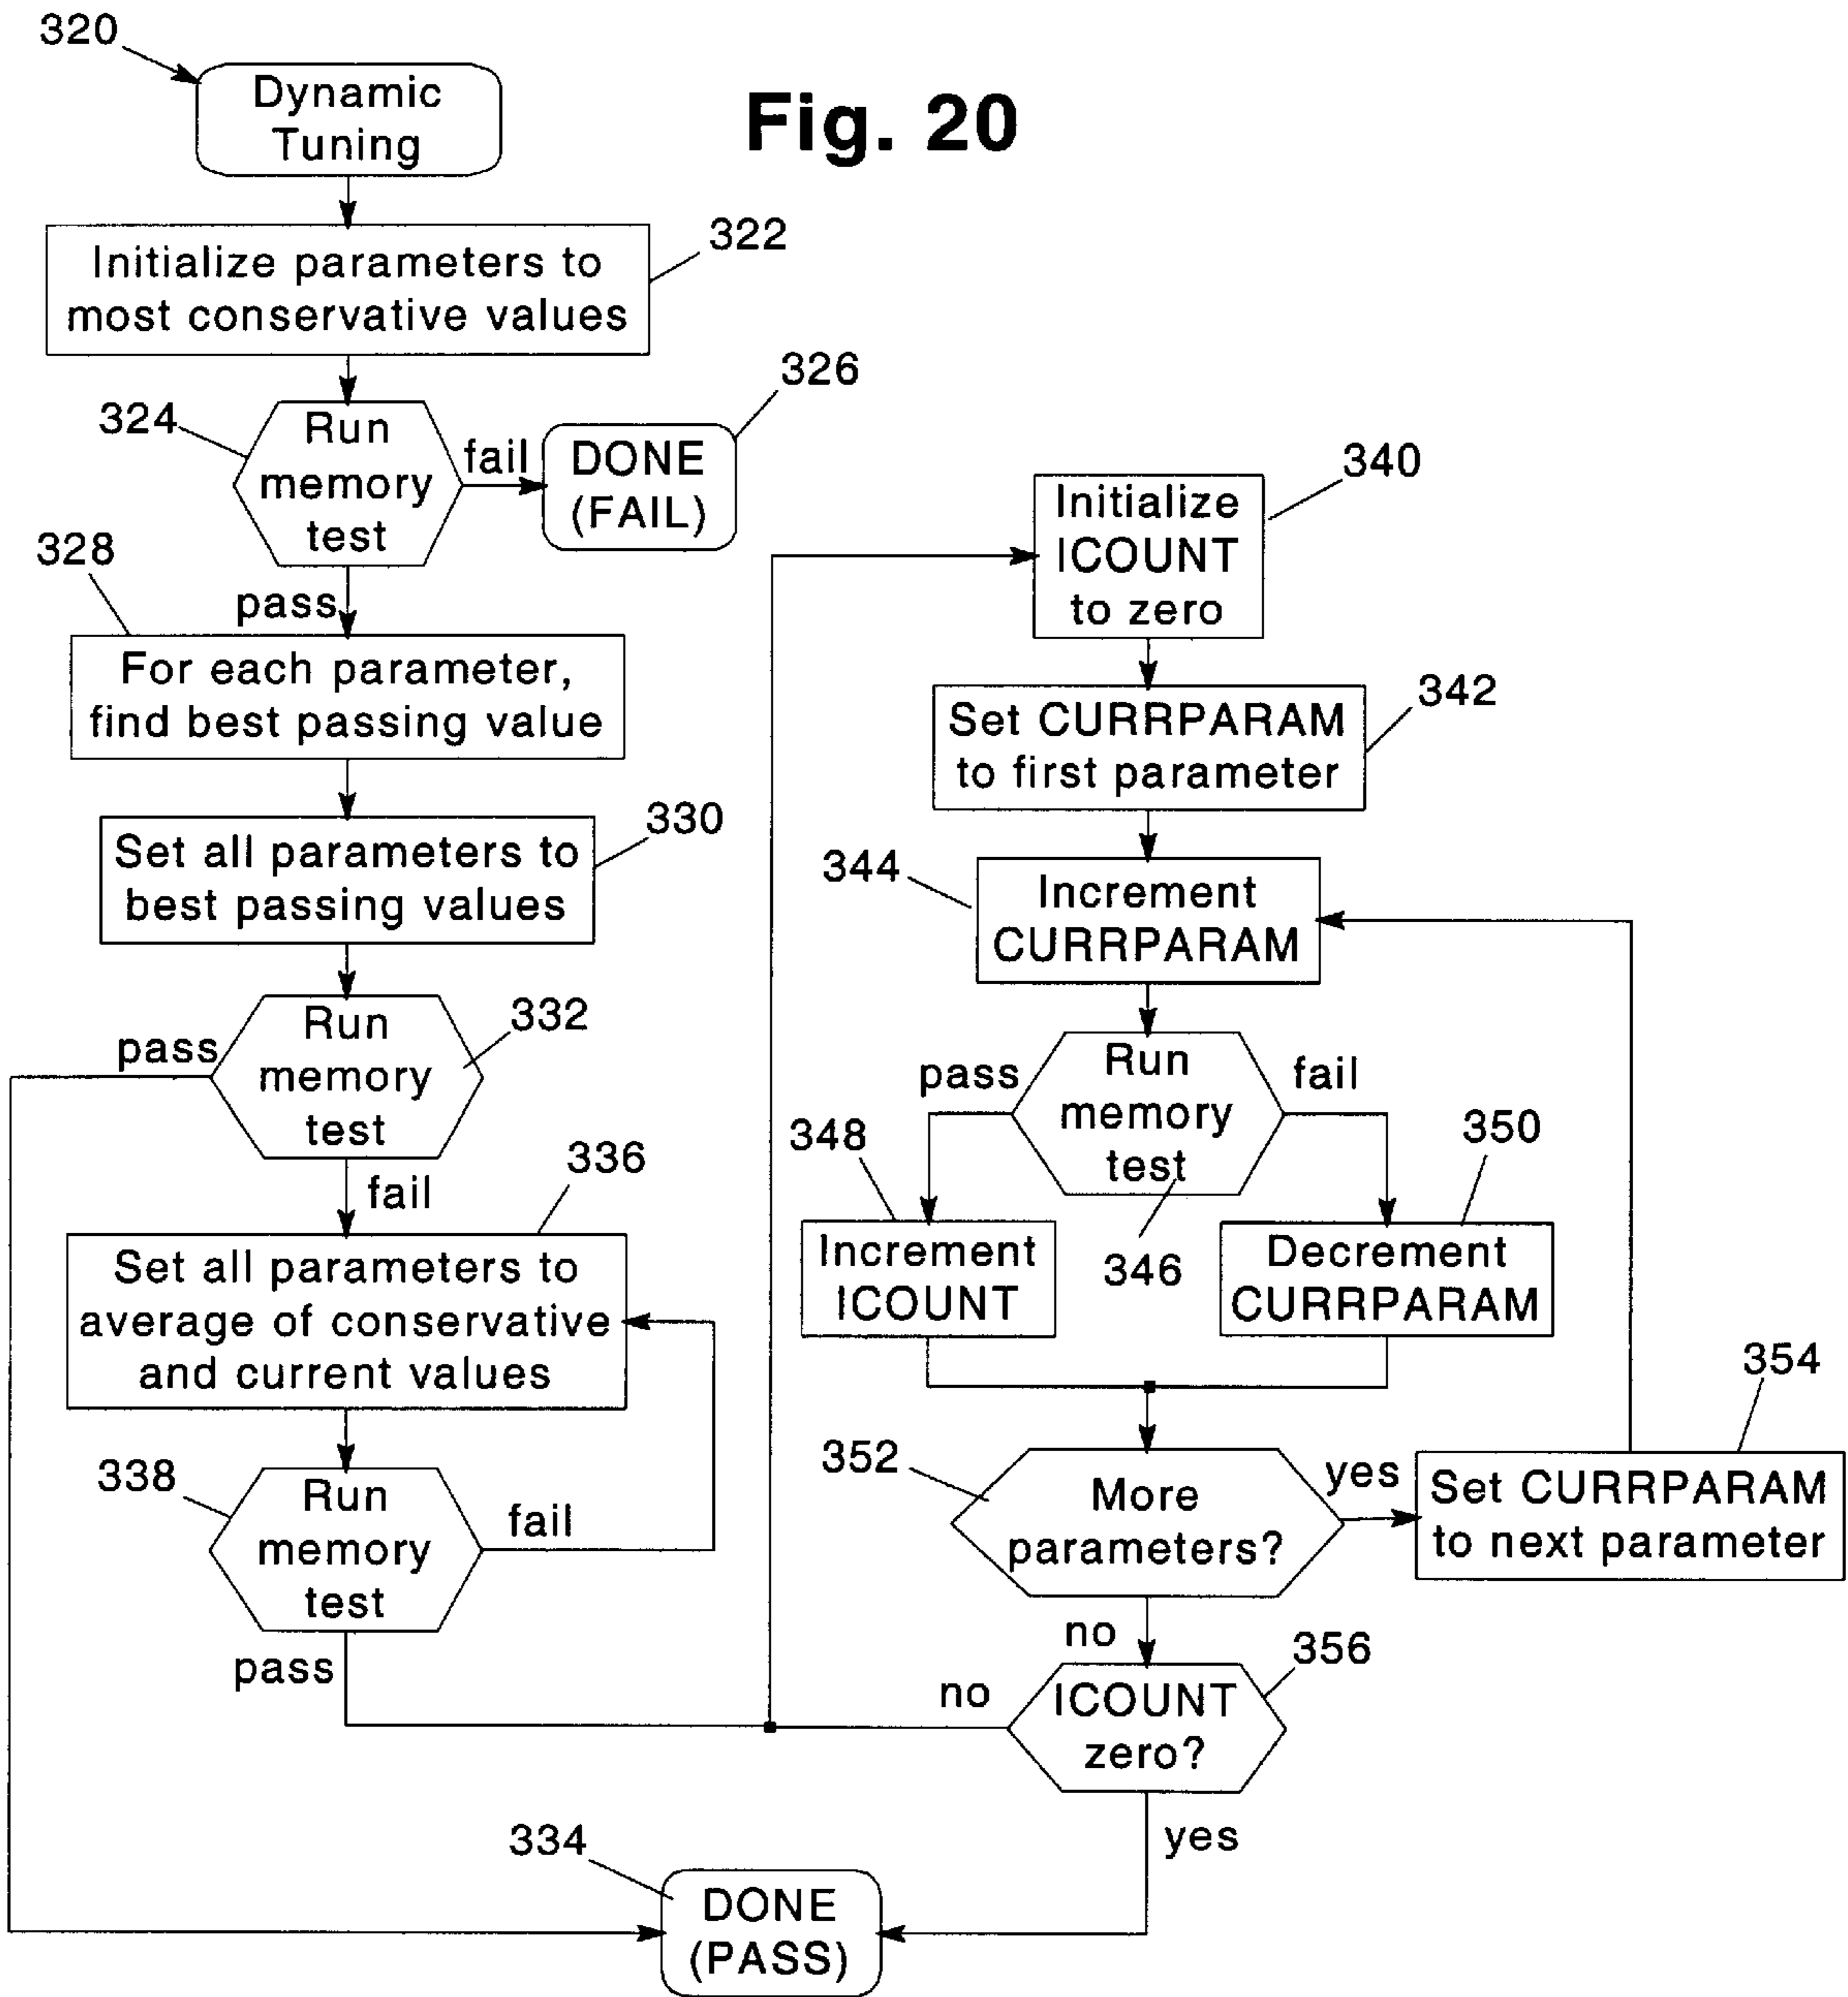 320
Dynamic
Tuning
Fig. 20
322
Initialize parameters to
most conservative values
324
Run
memory
test
fail
326
DONE
(FAIL)
pass
328
For each parameter,
find best passing value
330
Set all parameters to
best passing values
332
Run
memory
test
pass
fail
336
Set all parameters to
average of conservative
and current values
338
Run
memory
test
fail
pass
340
Initialize
ICOUNT
to zero
342
Set CURRPARAM
to first parameter
344
Increment
CURRPARAM
Run
memory
test
346
pass
fail
348
Increment
ICOUNT
350
Decrement
CURRPARAM
352
More
parameters?
yes
354
Set CURRPARAM
to next parameter
no
356
ICOUNT
zero?
no
yes
334
DONE
(PASS)